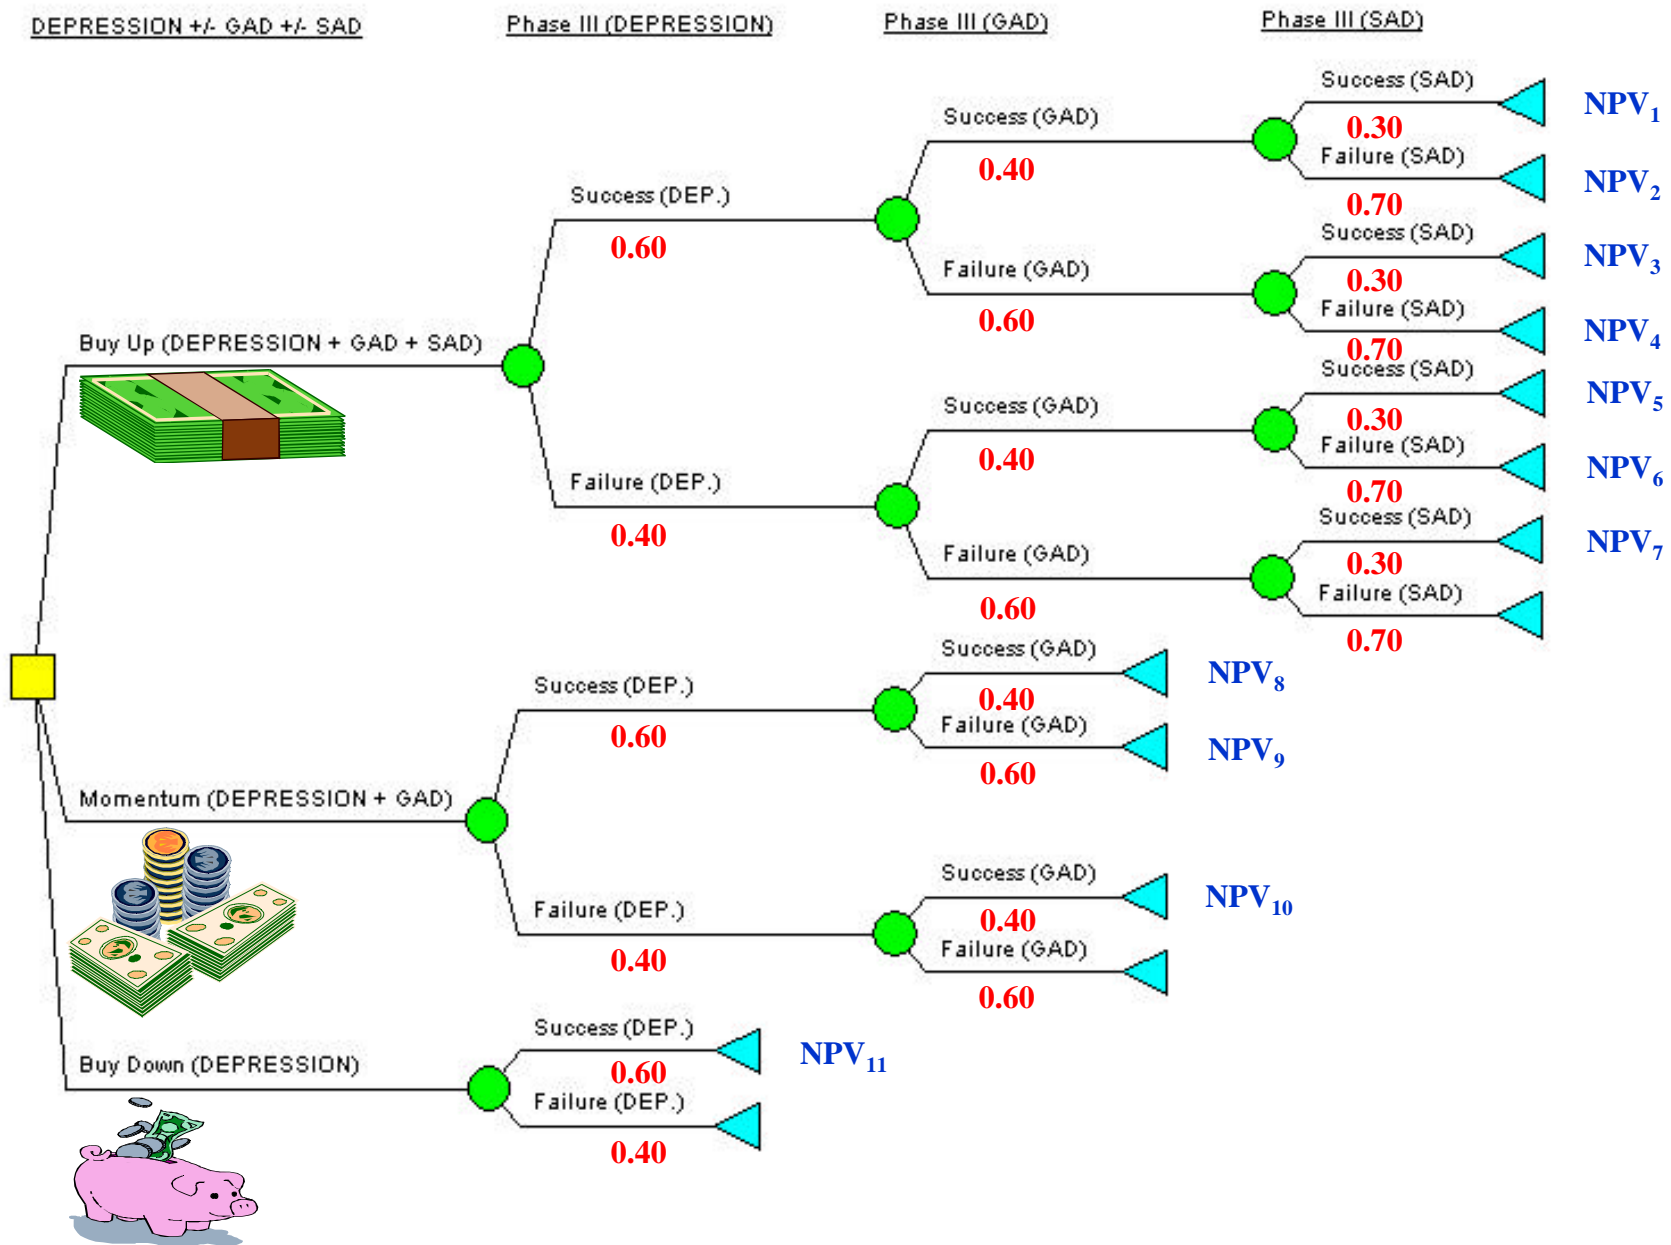 DEPRESSION +/- GAD +/- SAD
Phase III (DEPRESSION)
Phase III (GAD)
Phase III (SAD)
Success (SAD)
NPV1
0.30
Success (GAD)
Failure (SAD)
0.40
NPV2
Success (DEP.)
0.70
0.60
Success (SAD)
NPV3
Failure (GAD)
0.30
Failure (SAD)
0.60
NPV4
Buy Up (DEPRESSION + GAD + SAD)
0.70
Success (SAD)
NPV5
Success (GAD)
0.30
Failure (SAD)
0.40
NPV6
Failure (DEP.)
0.70
Success (SAD)
0.40
NPV7
Failure (GAD)
0.30
Failure (SAD)
0.60
0.70
Success (GAD)
NPV8
Success (DEP.)
0.40
Failure (GAD)
0.60
NPV9
0.60
Momentum (DEPRESSION + GAD)
Success (GAD)
NPV10
Failure (DEP.)
0.40
Failure (GAD)
0.40
0.60
Success (DEP.)
NPV11
Buy Down (DEPRESSION)
0.60
Failure (DEP.)
0.40